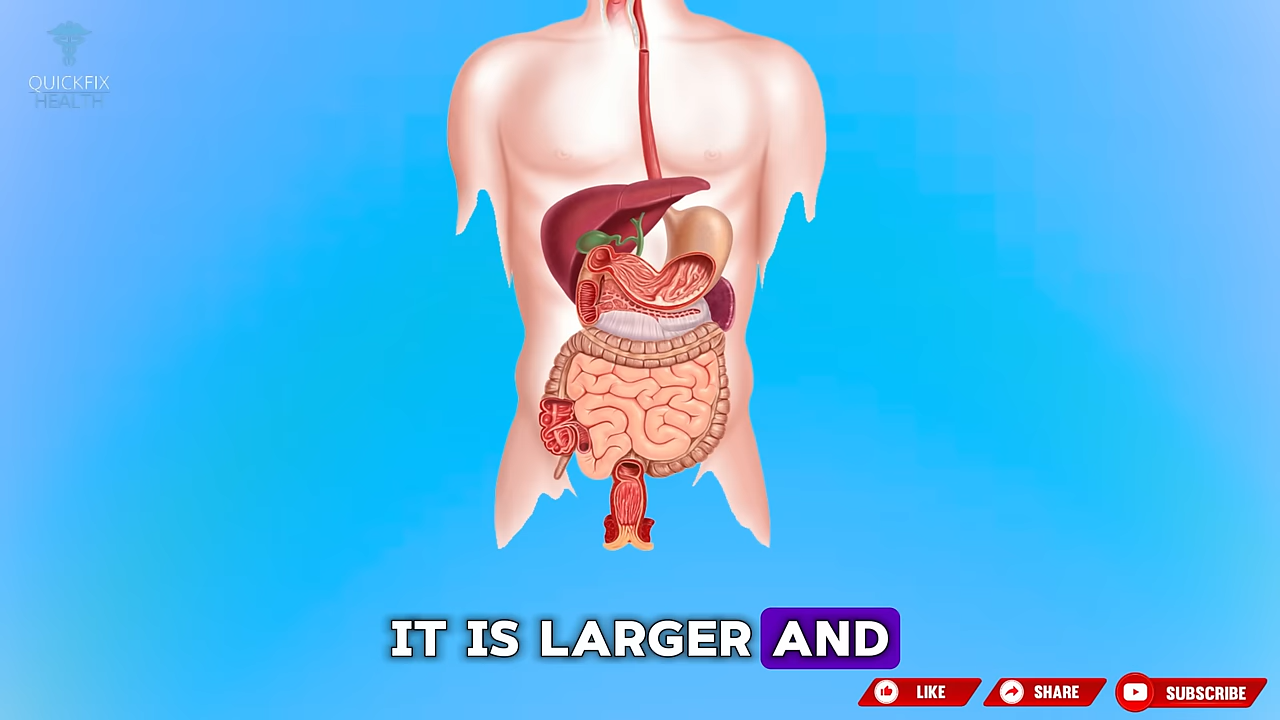 QUICKFIX
HEALTH
IT IS LARGER AND
LIKE
SHARE
SUBSCRIBE